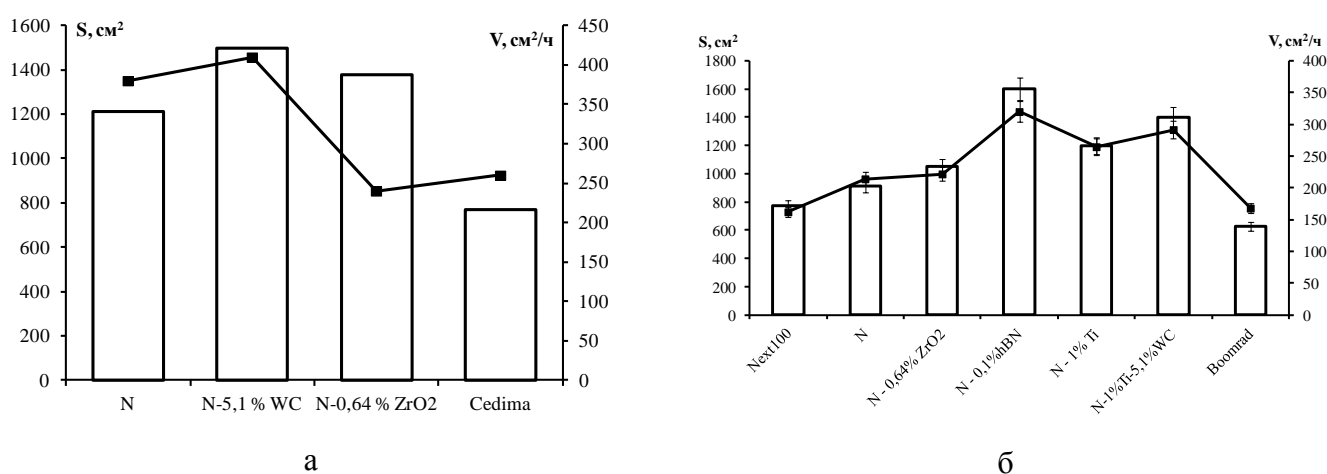 S, см²
V, см²/ч
1600
1400
1200
1000
800
600
400
200
0
450
400
350
300
250
200
150
100
50
0
N
N-5,1 % WC
N-0,64 % ZrO2
Cedima
а
S, см²
V, см²/ч
1800
1600
1400
1200
1000
800
600
400
200
0
400
350
300
250
200
150
100
50
0
Next100
N
N - 0,64% ZrO2
N - 0,1%hBN
N - 1% Ti
N-1%Ti-5,1%WC
Boomrad
б